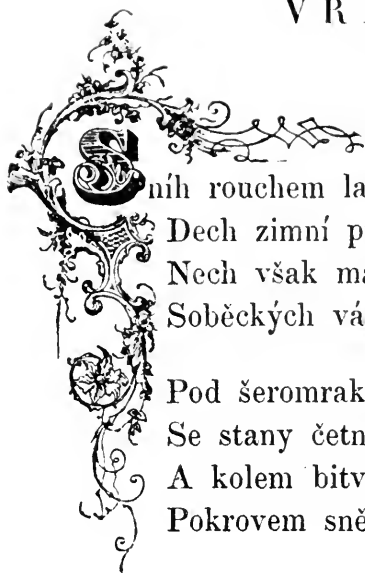 VR
Sníh rouchem la
Dech zimní p
Nech však ma
Soběckých vá
Pod šeromrak
Se stany četn
A kolem bitv
Pokrovem sně